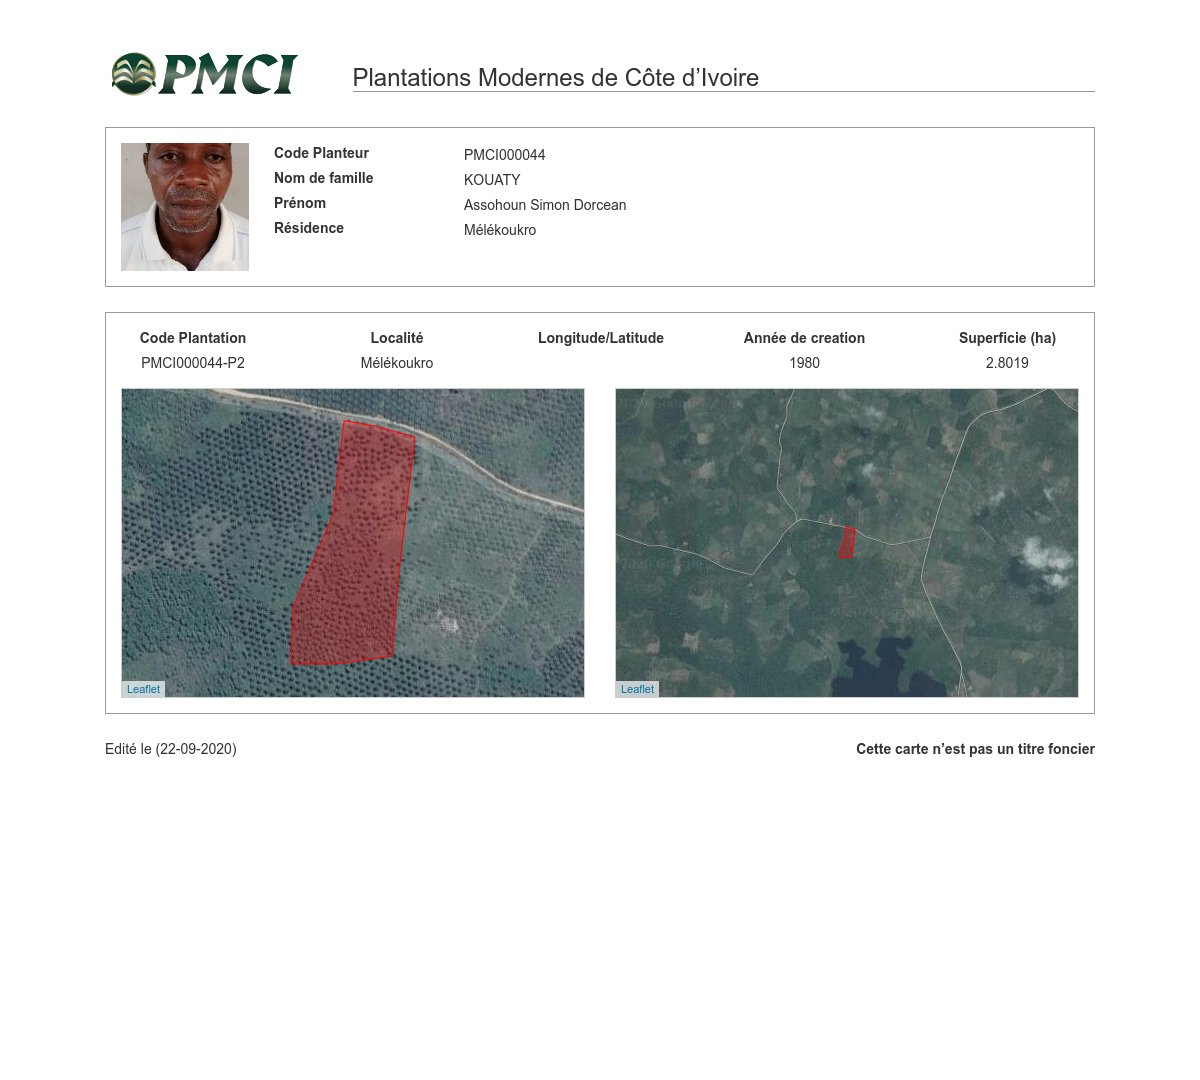 PMCI
Plantations Modernes de Côte d’Ivoire
Code Planteur PMCI000044
Nom de famille KOUATY
Prénom Assohoun Simon Dorcean
Résidence Mélékoukro
Code Plantation Localité Longitude/Latitude Année de creation Superficie (ha)
PMCI000044-P2 Mélékoukro 1980 2.8019
Leaflet Leaflet
Edité le (22-09-2020) Cette carte n’est pas un titre foncier